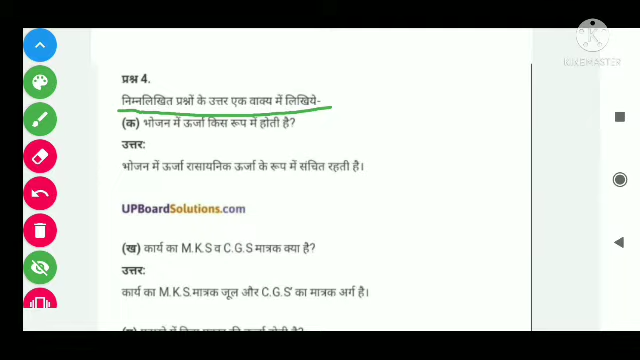 KINEMASTER
प्रश्न 4.
निम्नलिखित प्रश्नों के उत्तर एक वाक्य में लिखिये-
(क) भोजन में ऊर्जा किस रूप में होती है?
उत्तर:
भोजन में ऊर्जा रासायनिक ऊर्जा के रूप में संचित रहती है।
UPBoardSolutions.com
(ख) कार्य का M.K.S व C.G.S मात्रक क्या है?
उत्तर:
कार्य का M.K.S. मात्रक जूल और C.G.S' का मात्रक अर्ग है।